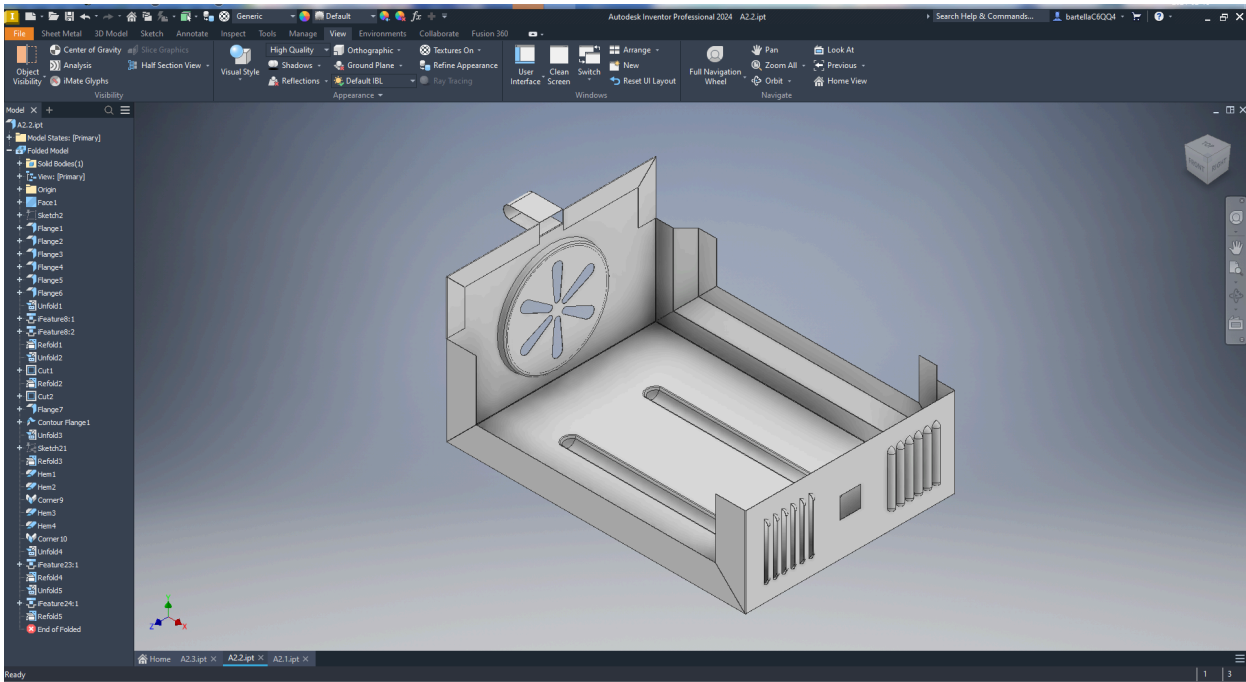 Generic
Default
Autodesk Inventor Professional 2024 A2.2.ipt
Search Help & Commands...
bartellaC6QQ4
File Sheet Metal 3D Model Sketch Annotate Inspect Tools Manage View Environments Collaborate Fusion 360
Object Visibility
Center of Gravity
Slice Graphics
Analysis
Half Section View
iMate Glyphs
Visibility
Visual Style
High Quality
Orthographic
Textures On
Shadows
Ground Plane
Refine Appearance
Reflections
Default IBL
Ray Tracing
Appearance
User Interface
Clean Screen
Switch
Arrange
New
Reset UI Layout
Windows
Full Navigation Wheel
Pan
Zoom All
Orbit
Look At
Previous
Home View
Navigate
Model
A2.2.ipt
Model States: [Primary]
Folded Model
Solid Bodies(1)
View: [Primary]
Origin
Face1
Sketch2
Flange1
Flange2
Flange3
Flange4
Flange5
Flange6
Unfold1
iFeature8:1
iFeature8:2
Refold1
Unfold2
Cut1
Refold2
Cut2
Flange7
Contour Flange1
Unfold3
Sketch21
Refold3
Hem1
Hem2
Corner9
Hem3
Hem4
Corner10
Unfold4
iFeature23:1
Refold4
Unfold5
iFeature24:1
Refold5
End of Folded
TOP
FRONT
RIGHT
Z
X
Home A2.3.ipt A2.2.ipt A2.1.ipt
Ready
1 3